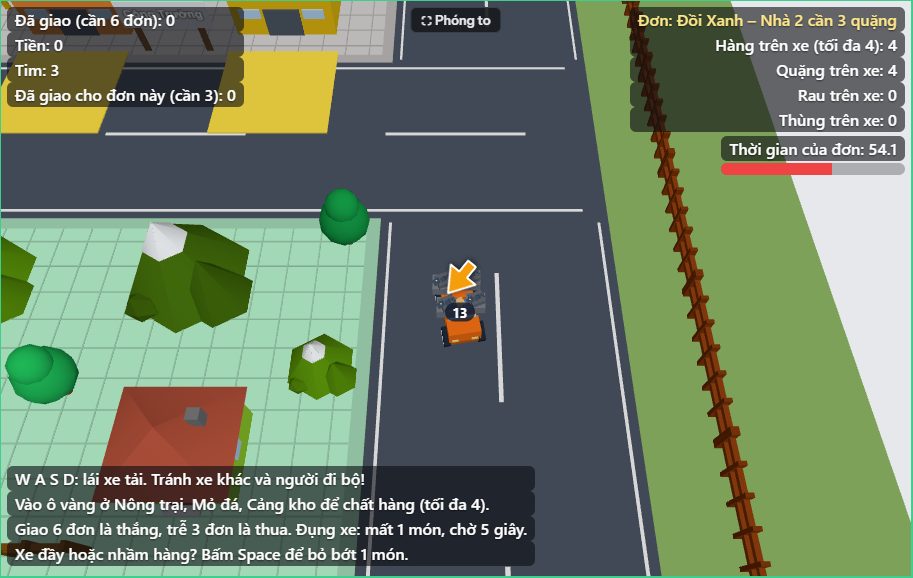 Đã giao (cần 6 đơn): 0
Tiền: 0
Tim: 3
Đã giao cho đơn này (cần 3): 0
Phóng to
Đơn: Đồi Xanh – Nhà 2 cần 3 quặng
Hàng trên xe (tối đa 4): 4
Quặng trên xe: 4
Rau trên xe: 0
Thùng trên xe: 0
Thời gian của đơn: 54.1
13
W A S D: lái xe tải. Tránh xe khác và người đi bộ!
Vào ô vàng ở Nông trại, Mỏ đá, Cảng kho để chất hàng (tối đa 4).
Giao 6 đơn là thắng, trễ 3 đơn là thua. Đụng xe: mất 1 món, chờ 5 giây.
Xe đầy hoặc nhầm hàng? Bấm Space để bỏ bớt 1 món.